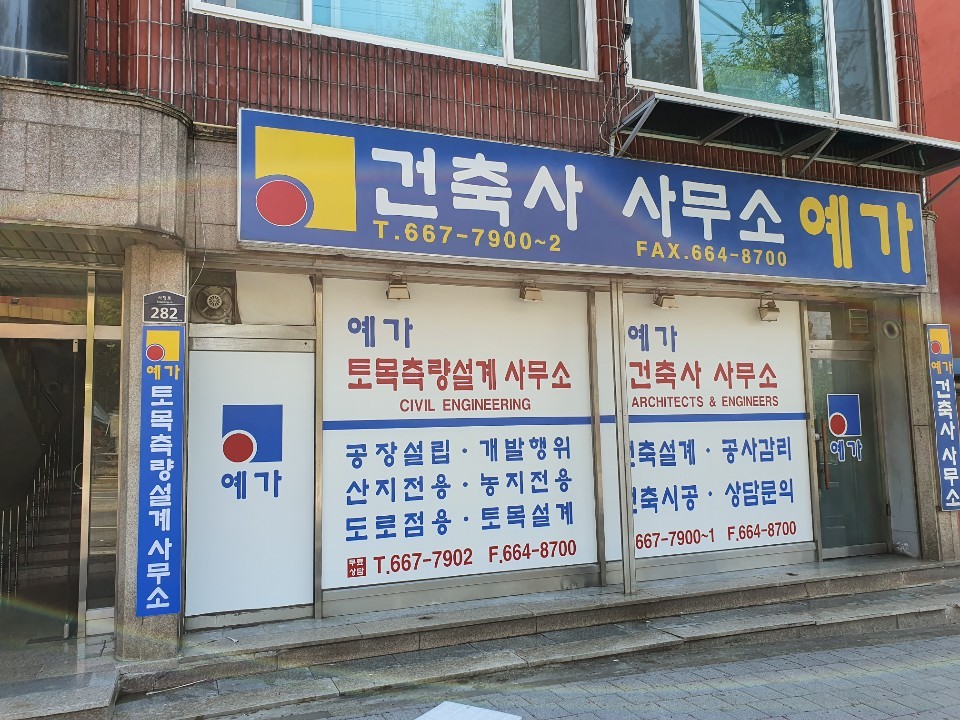 건축사 사무소 예가
T.667-7900~2 FAX.664-8700
282
예가
토목측량설계 사무소
예가
예가
토목측량설계 사무소
CIVIL ENGINEERING
공장설립·개발행위
산지전용·농지전용
도로점용·토목설계
무료상담 T.667-7902 F.664-8700
예가
건축사 사무소
ARCHITECTS & ENGINEERS
건축설계·공사감리
건축시공·상담문의
667-7900~1 F.664-8700
예가
예가
건축사 사무소